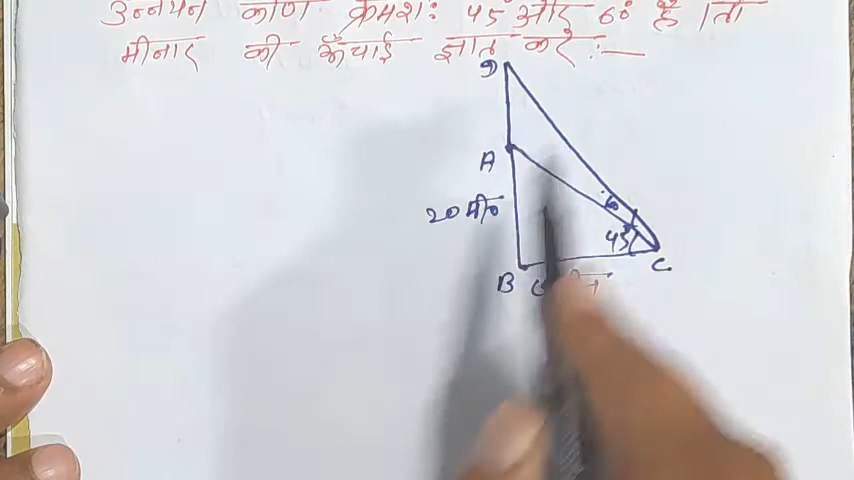 उन्नयन कोण क्रमशः 45° और 60° है । तो
मीनार की ऊँचाई ज्ञात करें :—
D
A
20 मी०
60
45
B
C